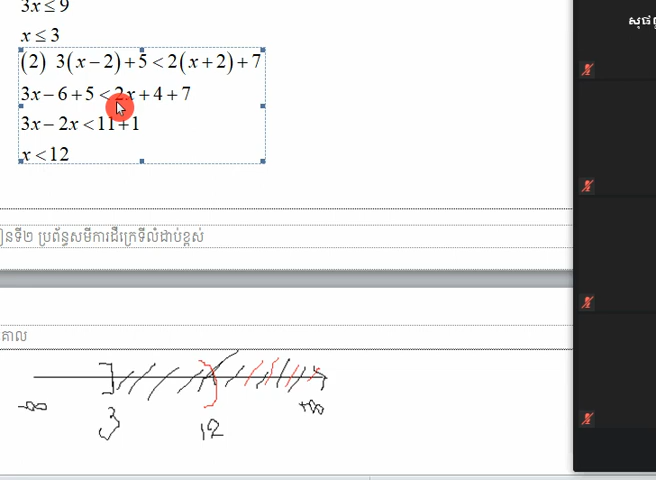 3x ≤ 9
x ≤ 3
(2) 3(x − 2) + 5 < 2(x + 2) + 7
3x − 6 + 5 < 2x + 4 + 7
3x − 2x < 11 + 1
x < 12
ប្រព័ន្ធសមីការដឺក្រេទីលំដាប់ខ្ពស់
គោល
-∞ 3 12 +∞